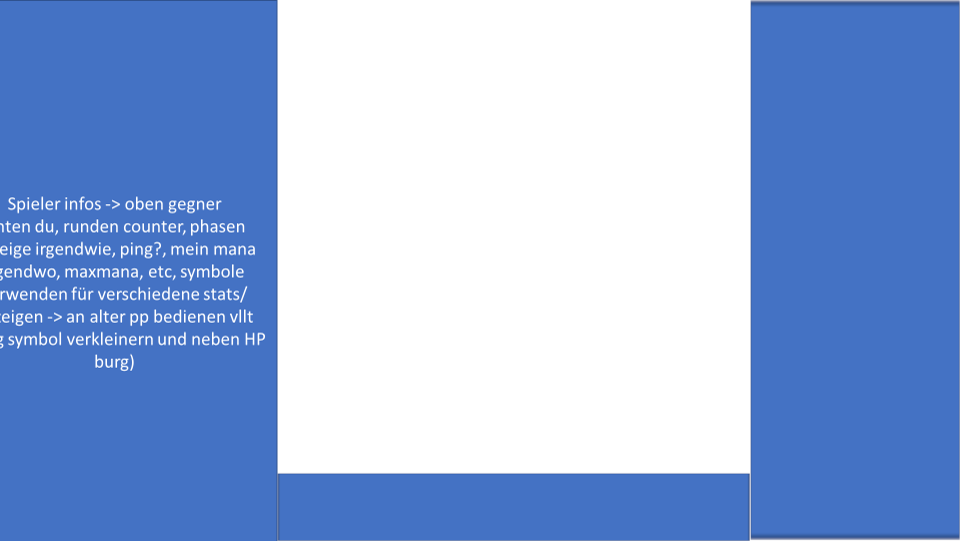 Spieler infos -> oben gegner
nten du, runden counter, phasen
eige irgendwie, ping?, mein mana
gendwo, maxmana, etc, symbole
rwenden für verschiedene stats/
eigen -> an alter pp bedienen vllt
g symbol verkleinern und neben HP
burg)